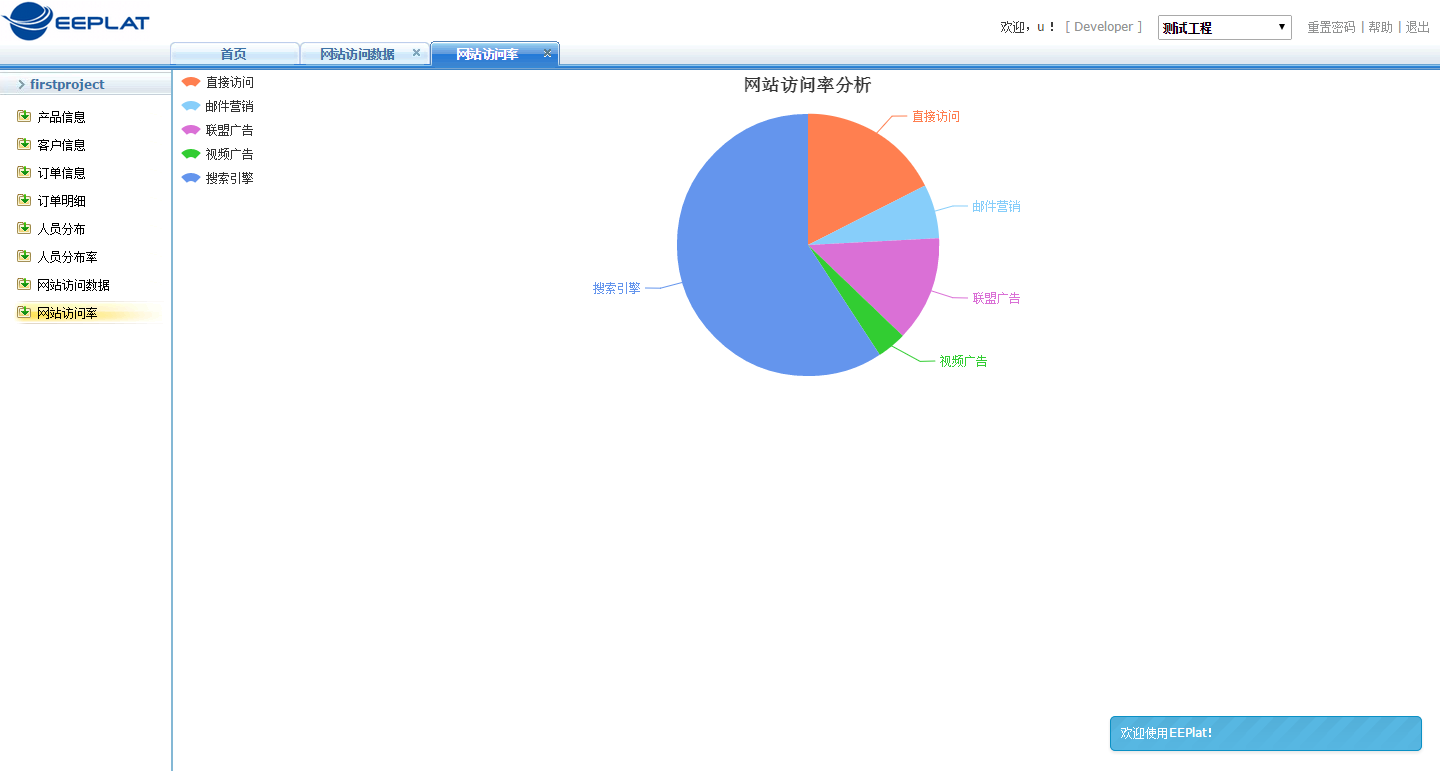 EEPLAT
欢迎，u！ [ Developer ] 测试工程 重置密码 | 帮助 | 退出
首页 网站访问数据 网站访问率
firstproject
产品信息
客户信息
订单信息
订单明细
人员分布
人员分布率
网站访问数据
网站访问率
直接访问
邮件营销
联盟广告
视频广告
搜索引擎
网站访问率分析
直接访问
邮件营销
搜索引擎
联盟广告
视频广告
欢迎使用EEPlat!